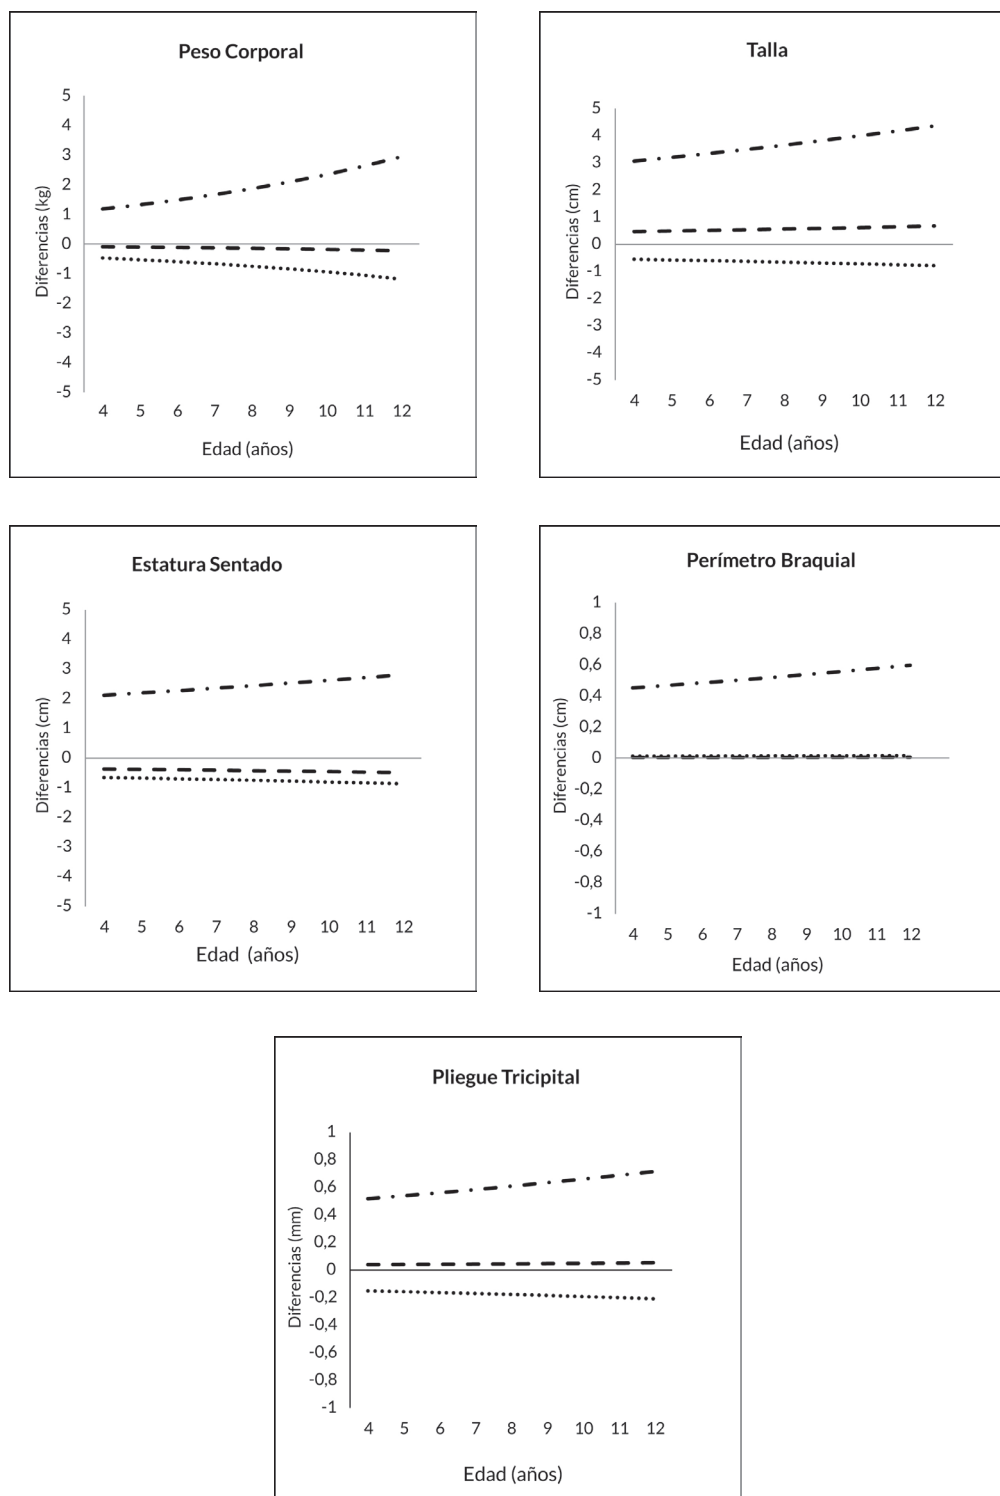 Peso Corporal
5
4
3
2
1
0
-1
-2
-3
-4
-5
Diferencias (kg)
4 5 6 7 8 9 10 11 12
Edad (años)
Talla
5
4
3
2
1
0
-1
-2
-3
-4
-5
Diferencias (cm)
4 5 6 7 8 9 10 11 12
Edad (años)
Estatura Sentado
5
4
3
2
1
0
-1
-2
-3
-4
-5
Diferencias (cm)
4 5 6 7 8 9 10 11 12
Edad (años)
Perímetro Braquial
1
0,8
0,6
0,4
0,2
0
-0,2
-0,4
-0,6
-0,8
-1
Diferencias (cm)
4 5 6 7 8 9 10 11 12
Edad (años)
Pliegue Tricipital
1
0,8
0,6
0,4
0,2
0
-0,2
-0,4
-0,6
-0,8
-1
Diferencias (mm)
4 5 6 7 8 9 10 11 12
Edad (años)